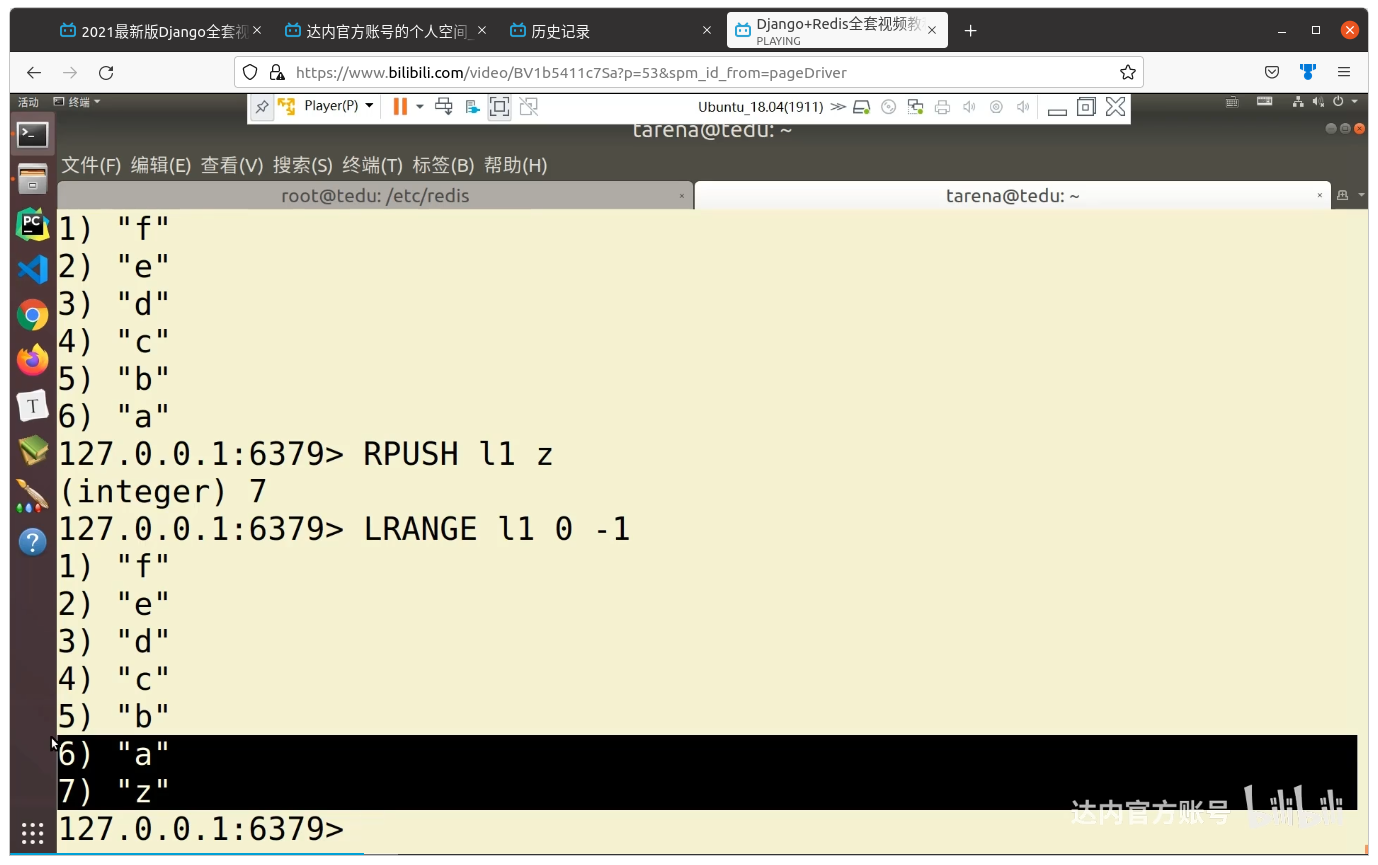 2021最新版Django全套视
达内官方账号的个人空间_
历史记录
Django+Redis全套视频教
PLAYING
https://www.bilibili.com/video/BV1b5411c7Sa?p=53&spm_id_from=pageDriver
活动 终端
Player(P)
Ubuntu_18.04(1911)
tarena@tedu: ~
文件(F) 编辑(E) 查看(V) 搜索(S) 终端(T) 标签(B) 帮助(H)
root@tedu: /etc/redis
tarena@tedu: ~
1) "f"
2) "e"
3) "d"
4) "c"
5) "b"
6) "a"
127.0.0.1:6379> RPUSH l1 z
(integer) 7
127.0.0.1:6379> LRANGE l1 0 -1
1) "f"
2) "e"
3) "d"
4) "c"
5) "b"
6) "a"
7) "z"
127.0.0.1:6379>
PC
T
?
达内官方账号 bilibili